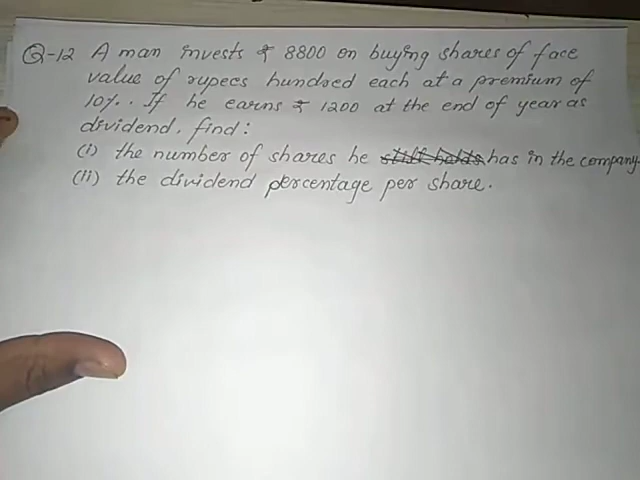 Q-12 A man invests ₹ 8800 on buying shares of face
value of rupees hundred each at a premium of
10%. If he earns ₹ 1200 at the end of year as
dividend, find:
(i) the number of shares he still holds has in the company.
(ii) the dividend percentage per share.